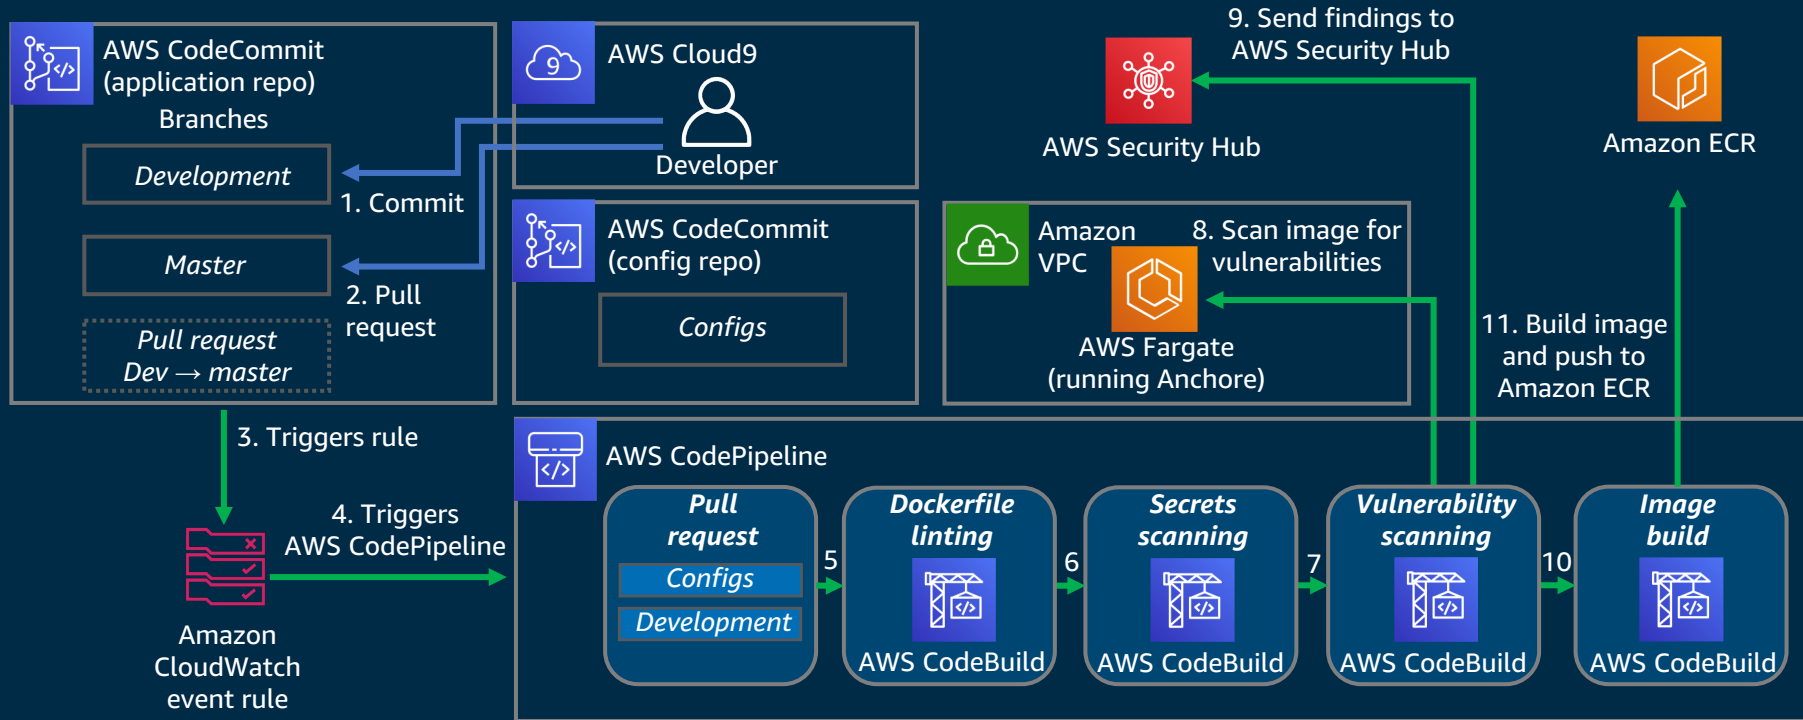 AWS CodeCommit
(application repo)
Branches
Development
Master
Pull request
Dev → master
9
AWS Cloud9
Developer
1. Commit
2. Pull
request
AWS CodeCommit
(config repo)
Configs
9. Send findings to
AWS Security Hub
AWS Security Hub
Amazon ECR
Amazon
VPC
8. Scan image for
vulnerabilities
AWS Fargate
(running Anchore)
11. Build image
and push to
Amazon ECR
3. Triggers rule
4. Triggers
AWS CodePipeline
Amazon
CloudWatch
event rule
AWS CodePipeline
Pull
request
Configs
Development
5
Dockerfile
linting
AWS CodeBuild
6
Secrets
scanning
AWS CodeBuild
7
Vulnerability
scanning
AWS CodeBuild
10
Image
build
AWS CodeBuild